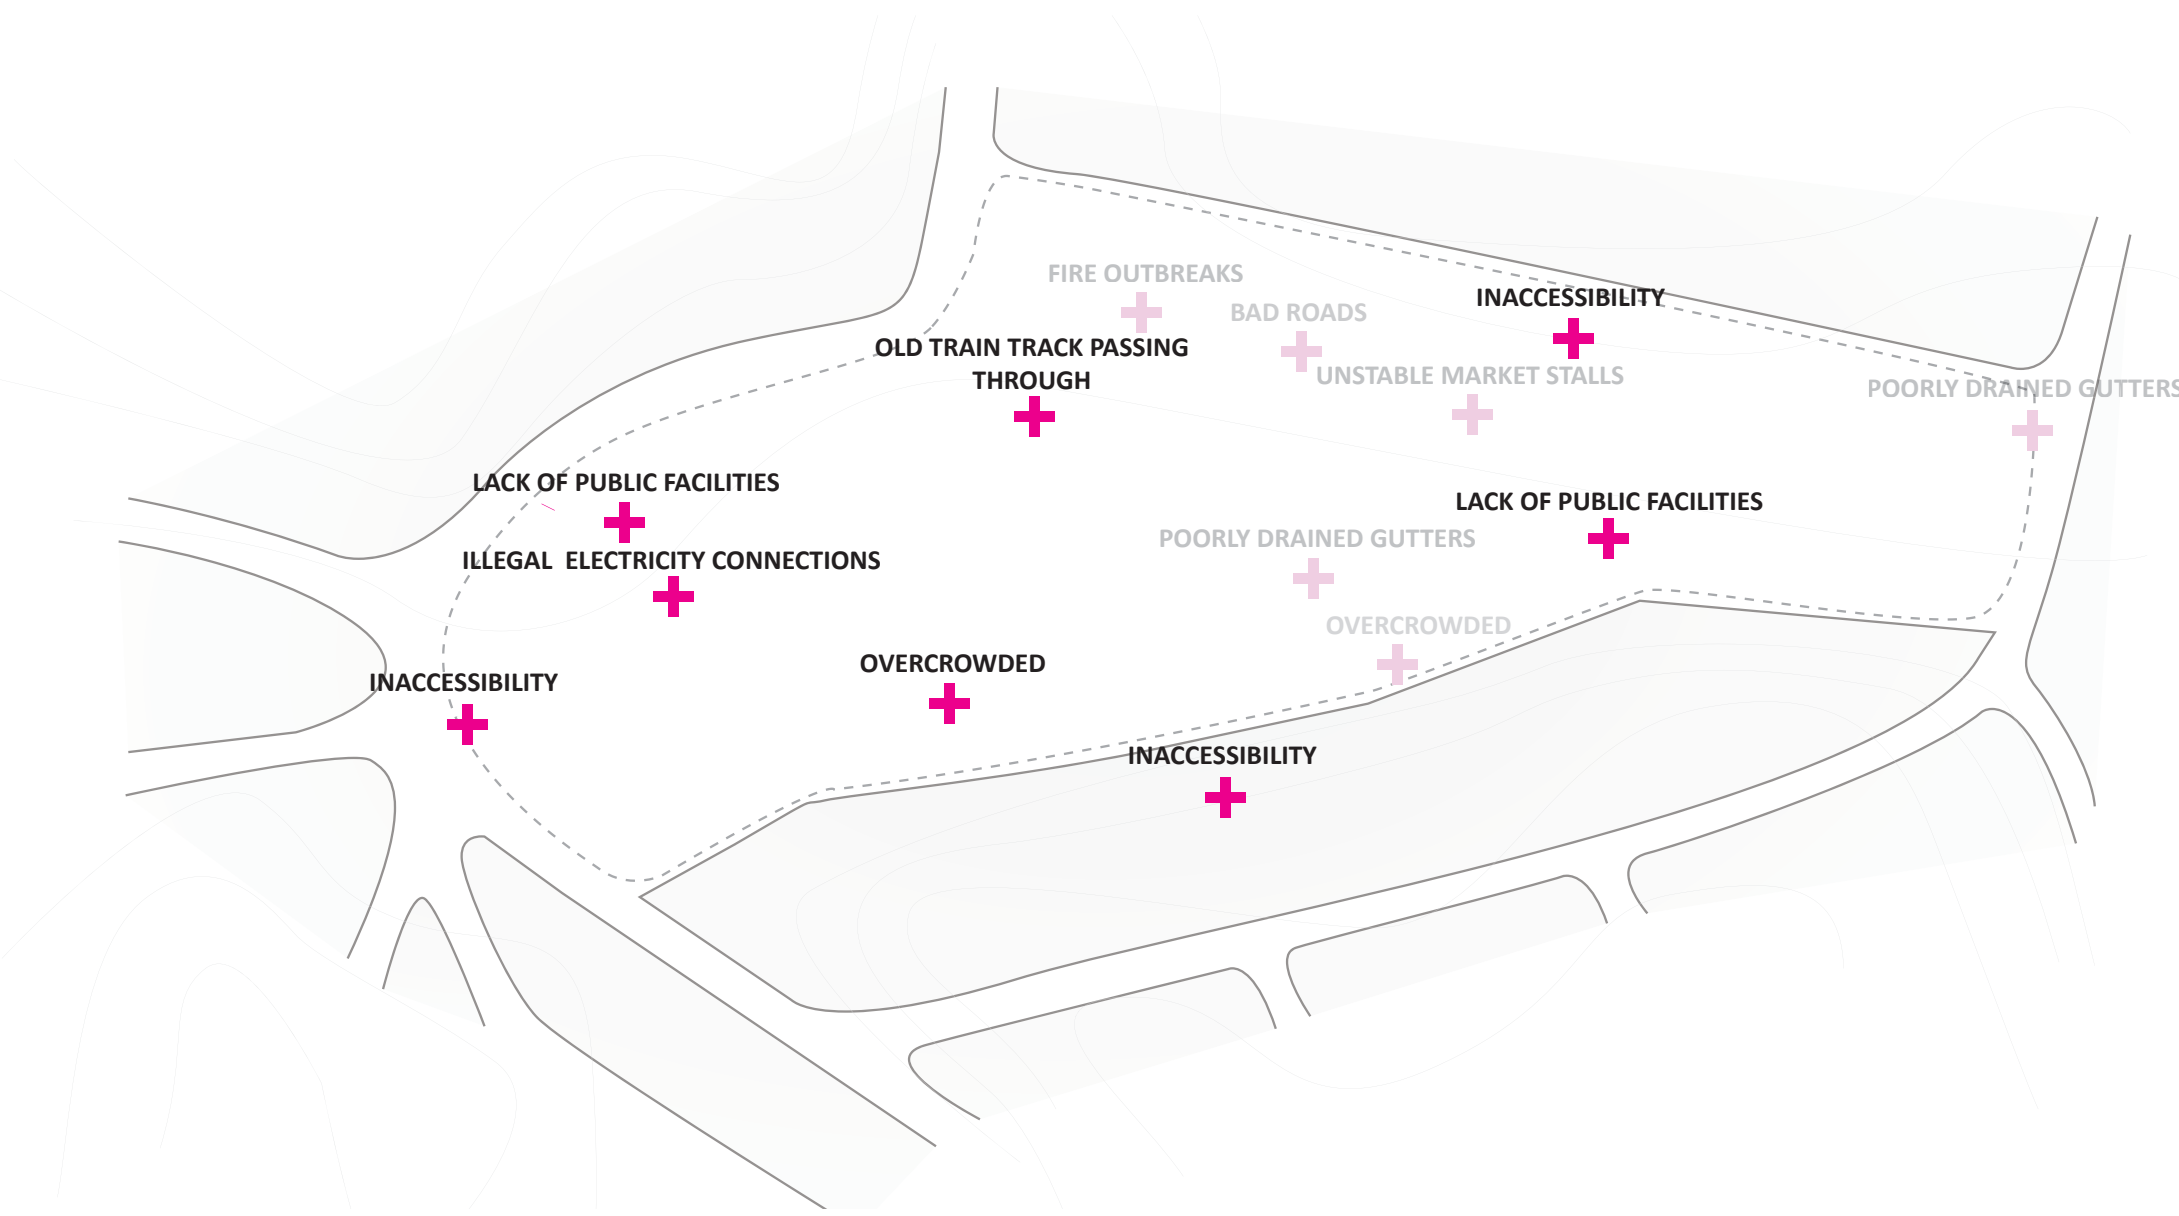 FIRE OUTBREAKS
INACCESSIBILITY
BAD ROADS
OLD TRAIN TRACK PASSING
THROUGH
UNSTABLE MARKET STALLS
POORLY DRAINED GUTTERS
LACK OF PUBLIC FACILITIES
LACK OF PUBLIC FACILITIES
POORLY DRAINED GUTTERS
ILLEGAL  ELECTRICITY CONNECTIONS
OVERCROWDED
OVERCROWDED
INACCESSIBILITY
INACCESSIBILITY